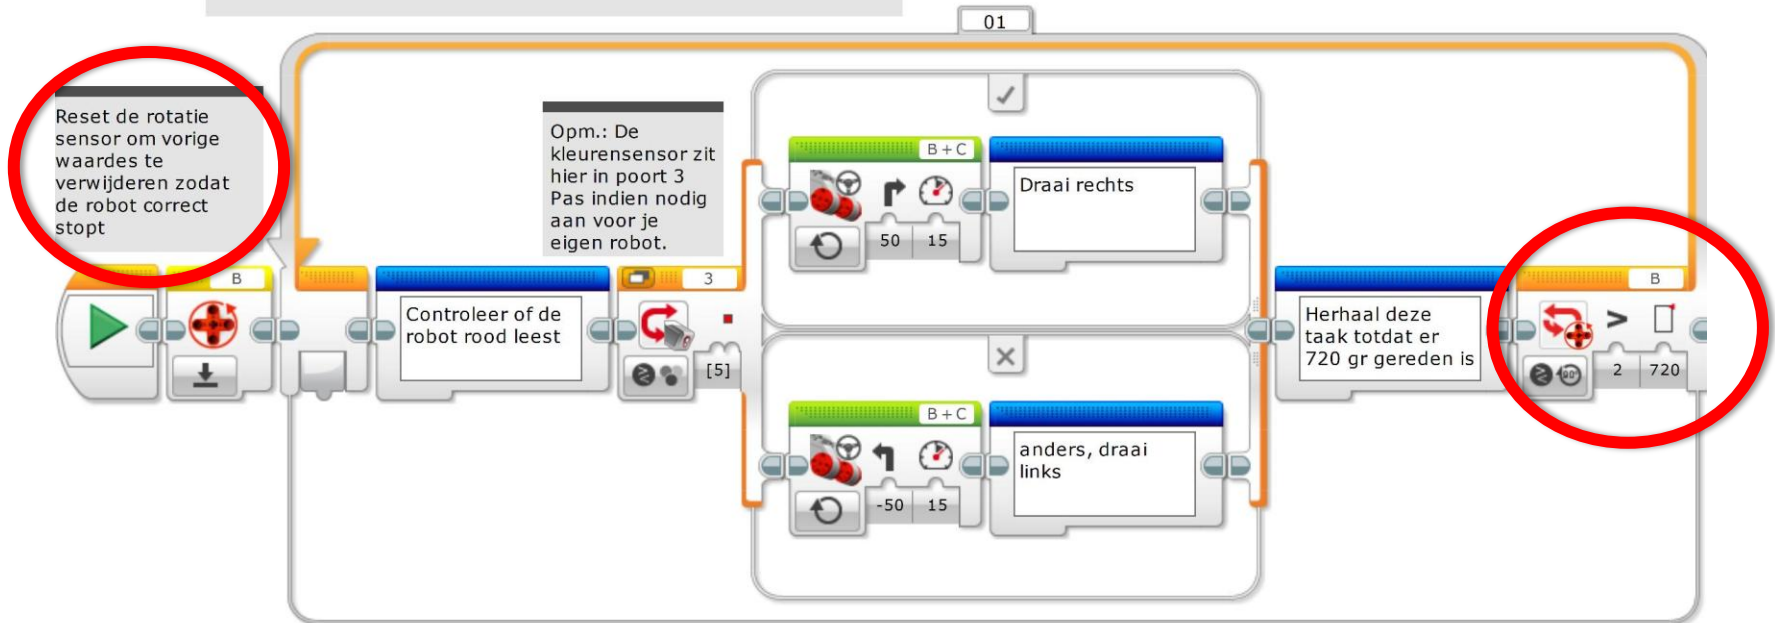 01
Reset de rotatie
sensor om vorige
waardes te
verwijderen zodat
de robot correct
stopt
Opm.: De
kleurensensor zit
hier in poort 3
Pas indien nodig
aan voor je
eigen robot.
B + C
Draai rechts
50 15
B
Controleer of de
robot rood leest
3
[5]
B + C
anders, draai
links
-50 15
Herhaal deze
taak totdat er
720 gr gereden is
B
>
90°
2 720